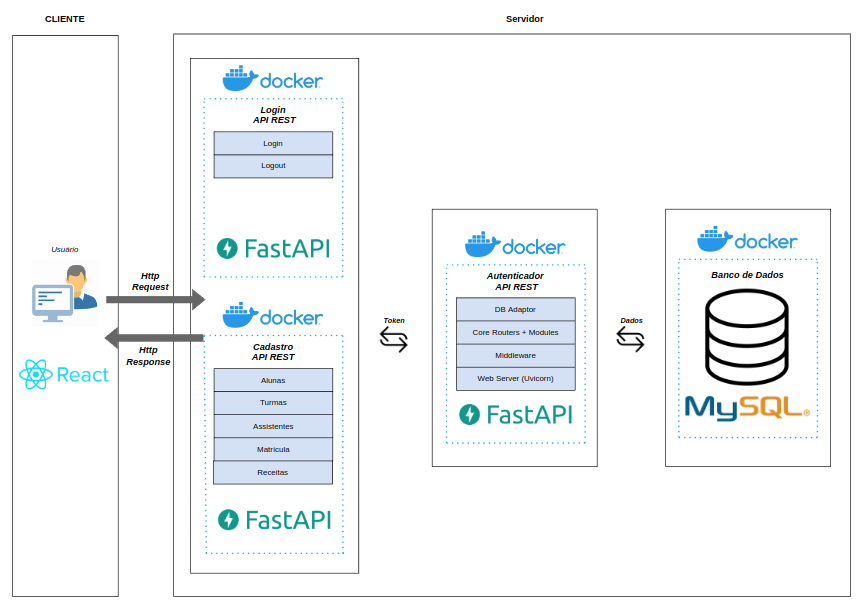 CLIENTE
Servidor
Usuário
React
Http
Request
Http
Response
docker
Login
API REST
Login
Logout
FastAPI
docker
Cadastro
API REST
Alunas
Turmas
Assistentes
Matrícula
Receitas
FastAPI
Token
docker
Autenticador
API REST
DB Adaptor
Core Routers + Modules
Middleware
Web Server (Uvicorn)
FastAPI
Dados
docker
Banco de Dados
MySQL®